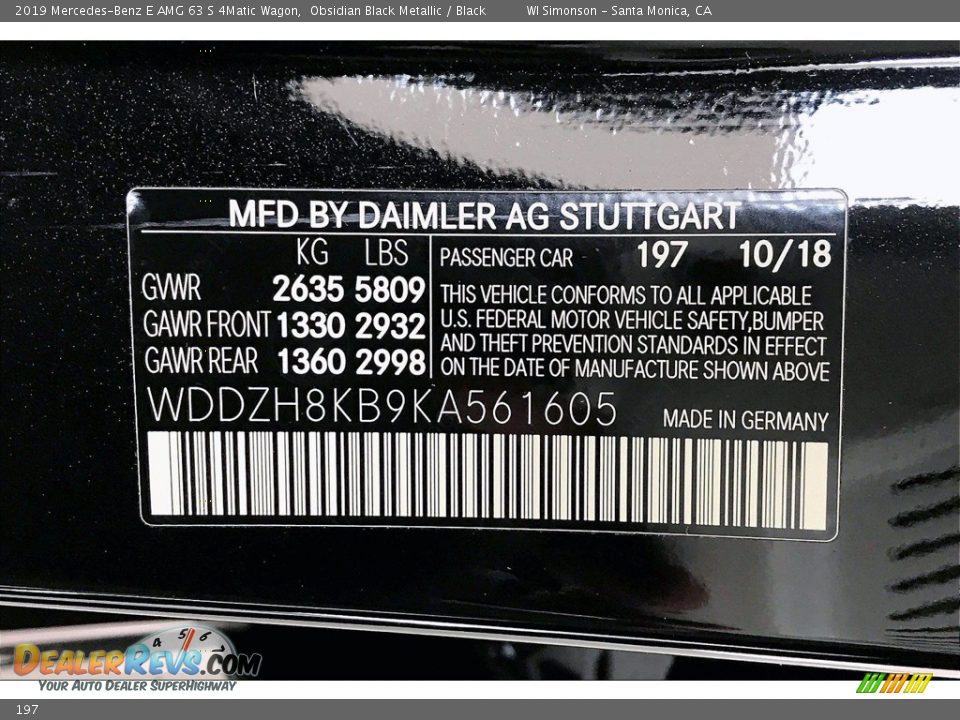 2019 Mercedes-Benz E AMG 63 S 4Matic Wagon, Obsidian Black Metallic / Black WI Simonson - Santa Monica, CA
MFD BY DAIMLER AG STUTTGART
KG LBS
GVWR 2635 5809
GAWR FRONT 1330 2932
GAWR REAR 1360 2998
PASSENGER CAR 197 10/18
THIS VEHICLE CONFORMS TO ALL APPLICABLE
U.S. FEDERAL MOTOR VEHICLE SAFETY,BUMPER
AND THEFT PREVENTION STANDARDS IN EFFECT
ON THE DATE OF MANUFACTURE SHOWN ABOVE
WDDZH8KB9KA561605 MADE IN GERMANY
4 5 6
DEALERREVS.COM
YOUR AUTO DEALER SUPERHIGHWAY
197